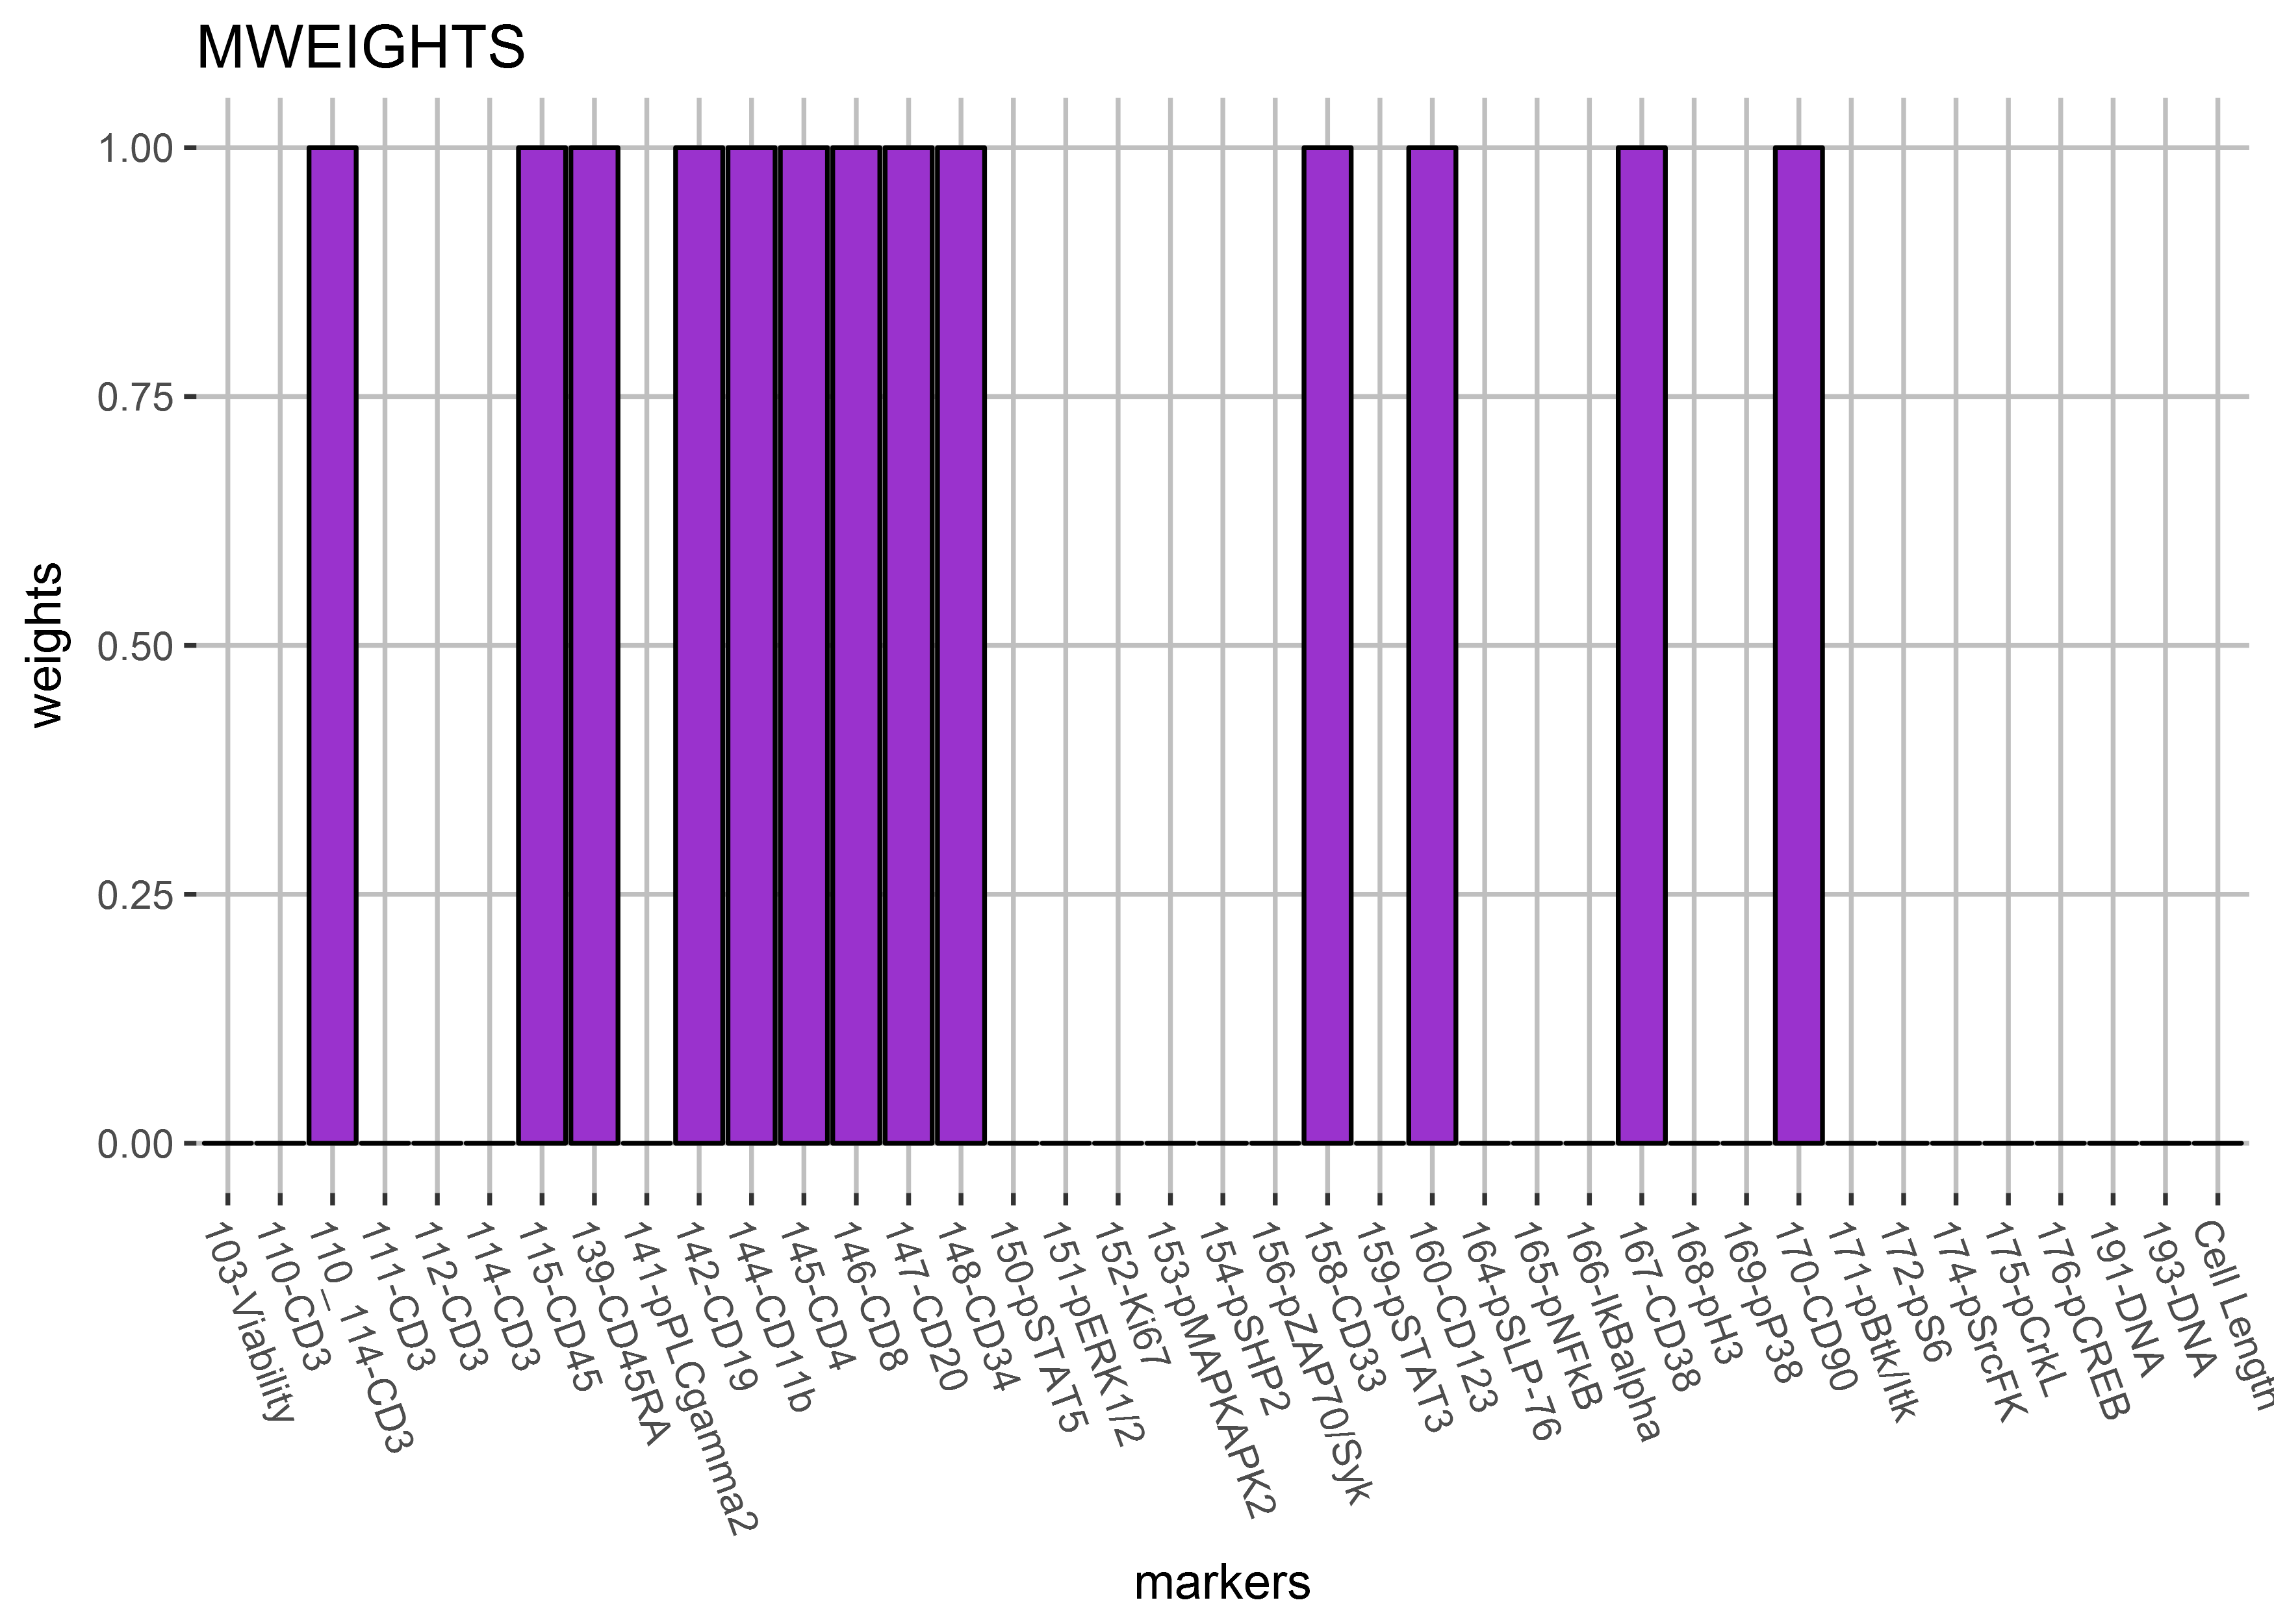 MWEIGHTS
1.00
0.75
0.50
0.25
0.00
weights
103-Viability
110-CD3
110_114-CD3
111-CD3
112-CD3
114-CD3
115-CD45
139-CD45RA
141-pPLCgamma2
142-CD19
144-CD11b
145-CD4
146-CD8
147-CD20
148-CD34
150-pSTAT5
151-pERK1/2
152-Ki67
153-pMAPKAPK2
154-pSHP2
156-pZAP70/Syk
158-CD33
159-pSTAT3
160-CD123
164-pSLP-76
165-pNFkB
166-IkBalpha
167-CD38
168-pH3
169-pP38
170-CD90
171-pBtk/Itk
172-pS6
174-pSrcFK
175-pCrkL
176-pCREB
191-DNA
193-DNA
Cell Length
markers